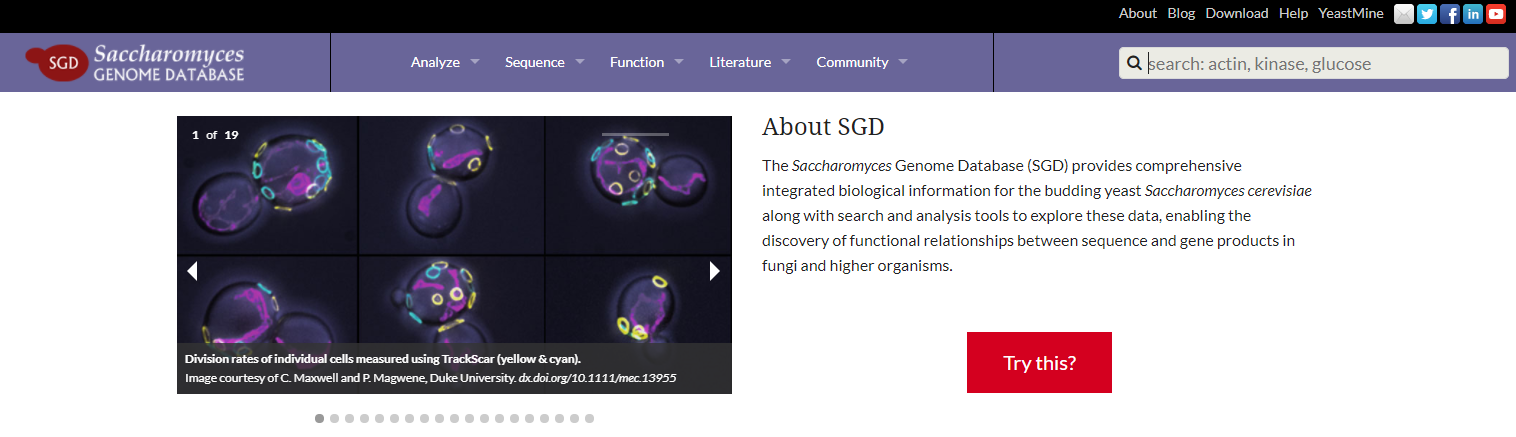 About Blog Download Help YeastMine
SGD Saccharomyces
GENOME DATABASE
Analyze Sequence Function Literature Community
search: actin, kinase, glucose
1 of 19
Division rates of individual cells measured using TrackScar (yellow & cyan).
Image courtesy of C. Maxwell and P. Magwene, Duke University. dx.doi.org/10.1111/mec.13955
About SGD
The Saccharomyces Genome Database (SGD) provides comprehensive
integrated biological information for the budding yeast Saccharomyces cerevisiae
along with search and analysis tools to explore these data, enabling the
discovery of functional relationships between sequence and gene products in
fungi and higher organisms.
Try this?